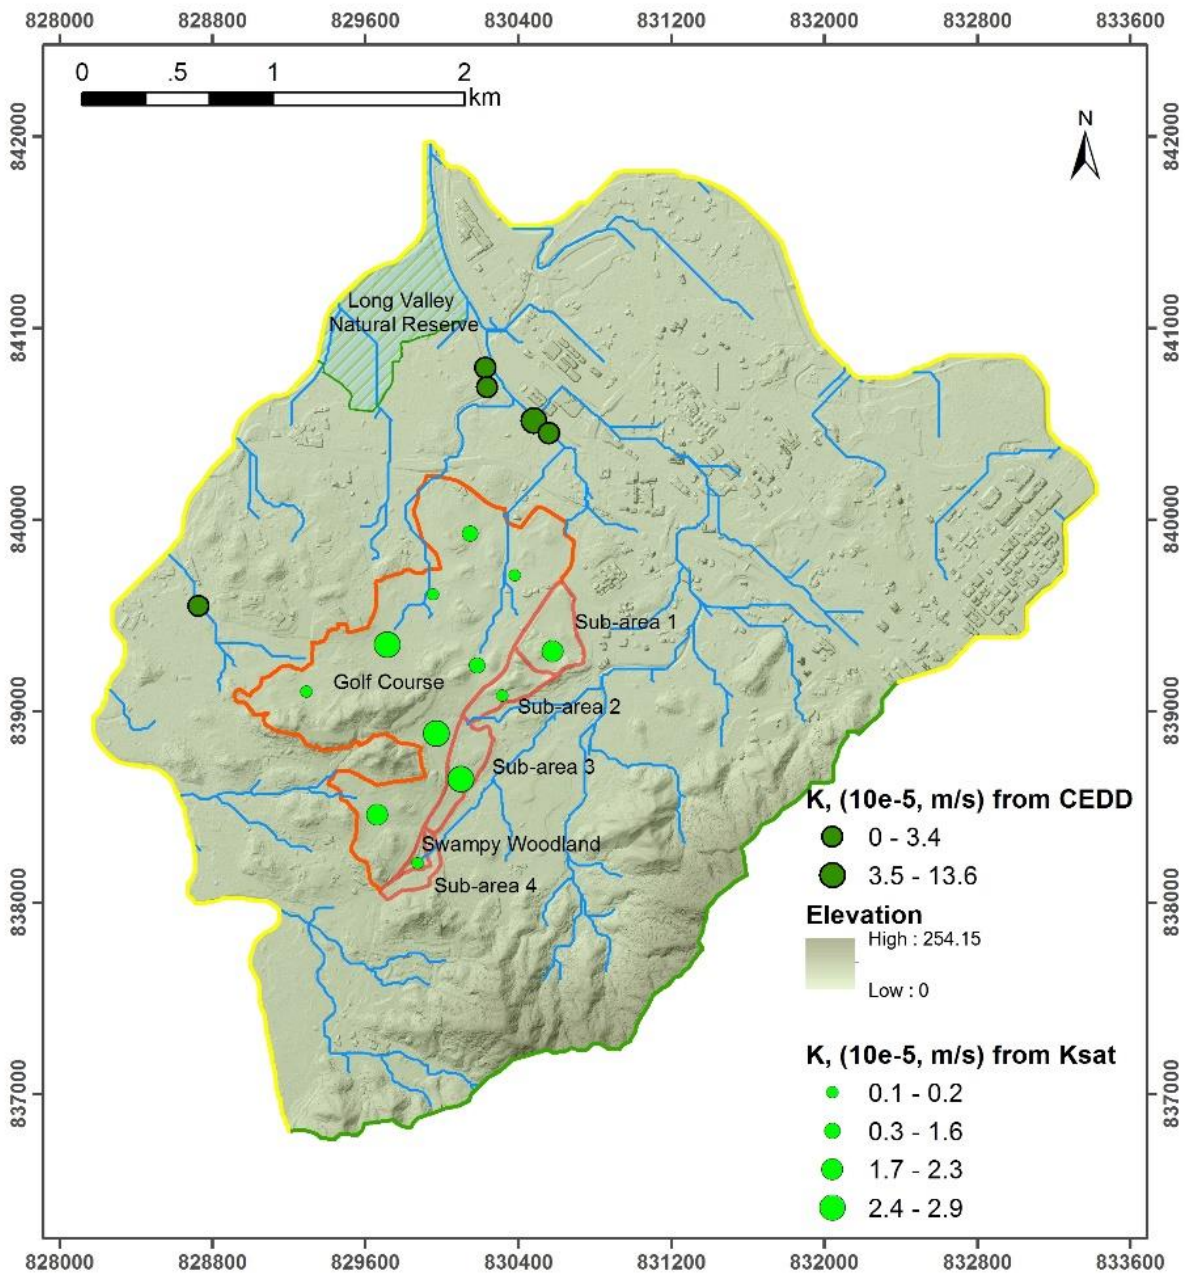 828000 828800 829600 830400 831200 832000 832800 833600
0 .5 1 2
km
N
842000 842000
Long Valley
Natural Reserve
841000 841000
840000 840000
Sub-area 1
Golf Course
839000 839000
Sub-area 2
Sub-area 3
K, (10e-5, m/s) from CEDD
0 - 3.4
Swampy Woodland
3.5 - 13.6
Sub-area 4
838000 838000
Elevation
High : 254.15
Low : 0
K, (10e-5, m/s) from Ksat
837000 837000
0.1 - 0.2
0.3 - 1.6
1.7 - 2.3
2.4 - 2.9
828000 828800 829600 830400 831200 832000 832800 833600